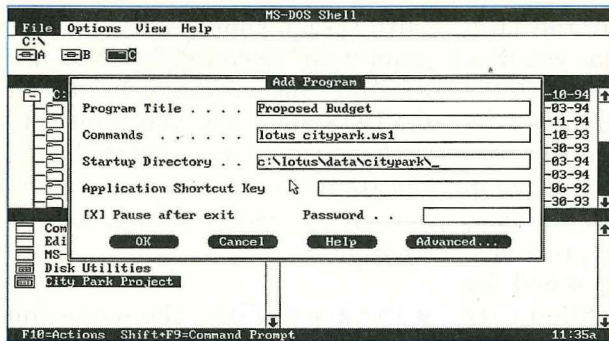 MS-DOS Shell
File Options View Help
C:\
A B C
Add Program
C:
-10-94
Program Title . . . . Proposed Budget
-03-94
-11-94
Commands . . . . . . lotus citypark.ws1
-10-93
-30-93
Startup Directory . . c:\lotus\data\citypark\_
-03-94
-03-94
Application Shortcut Key
-06-92
[X] Pause after exit Password . .
-30-93
Com
Edi
OK Cancel Help Advanced...
MS-
Disk Utilities
City Park Project
F10=Actions Shift+F9=Command Prompt 11:35a